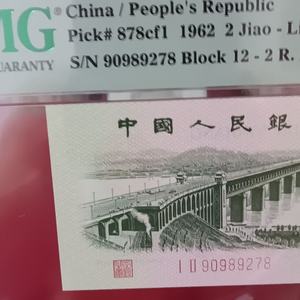 MG® China / People's Republic
GUARANTY Pick# 878cf1 1962 2 Jiao - Li
S/N 90989278 Block 12 - 2 R.
中國人民銀
I II 90989278